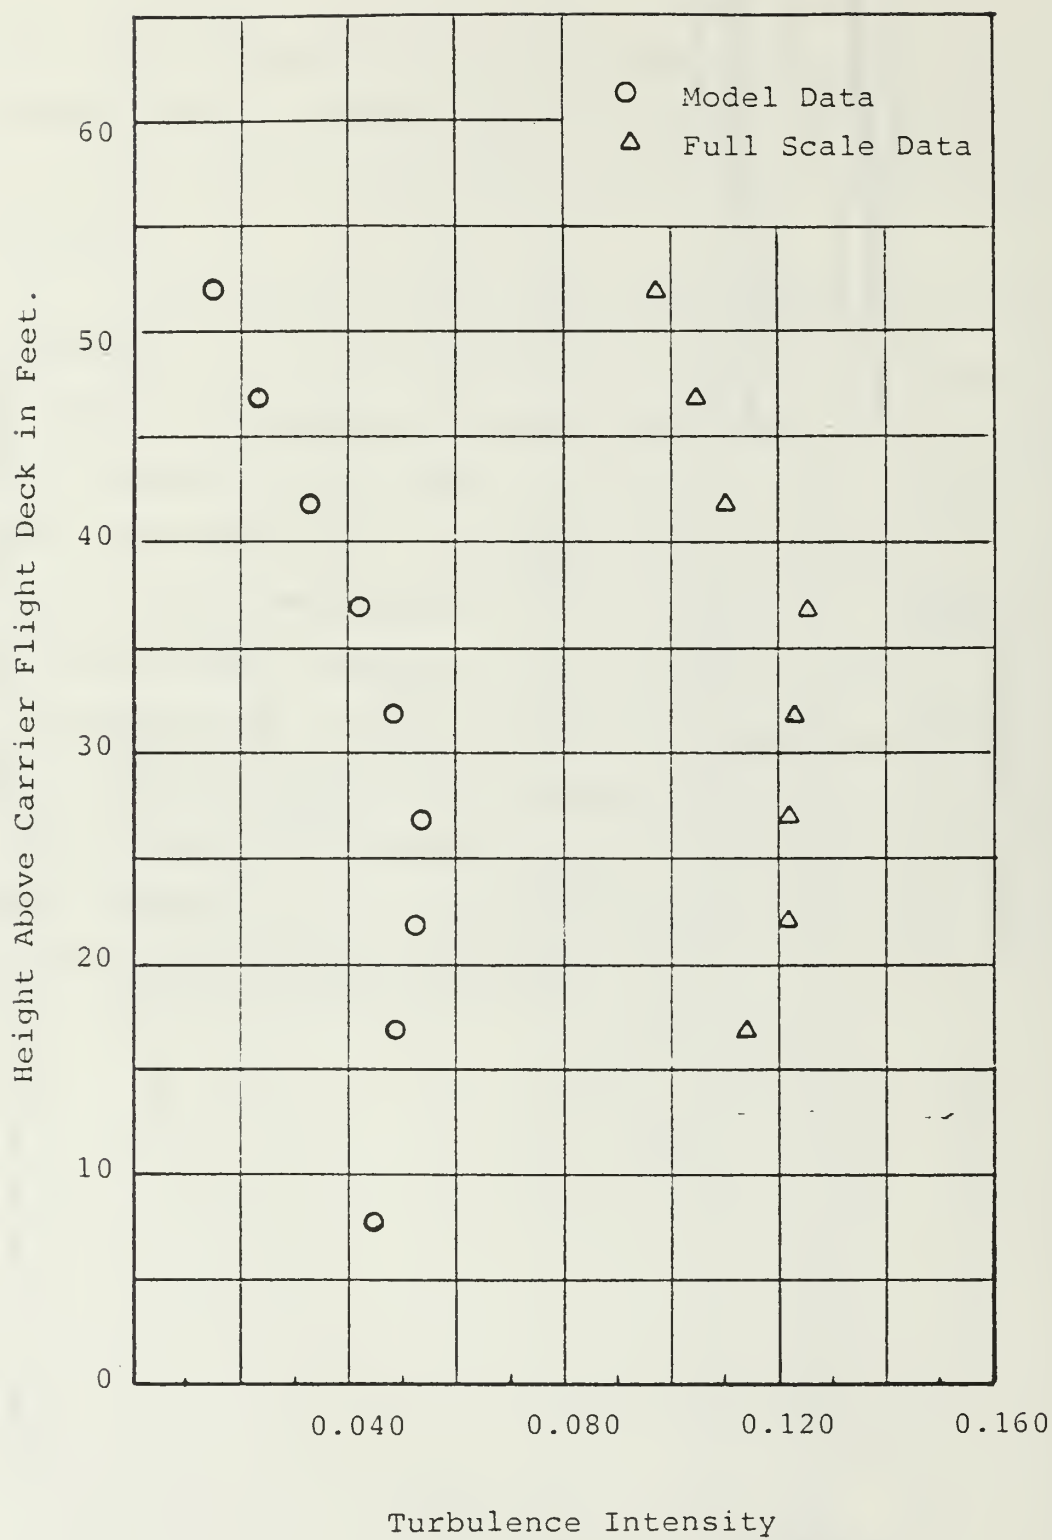 Model Data
Full Scale Data
60
50
40
30
20
10
0
Height Above Carrier Flight Deck in Feet.
0.040 0.080 0.120 0.160
Turbulence Intensity